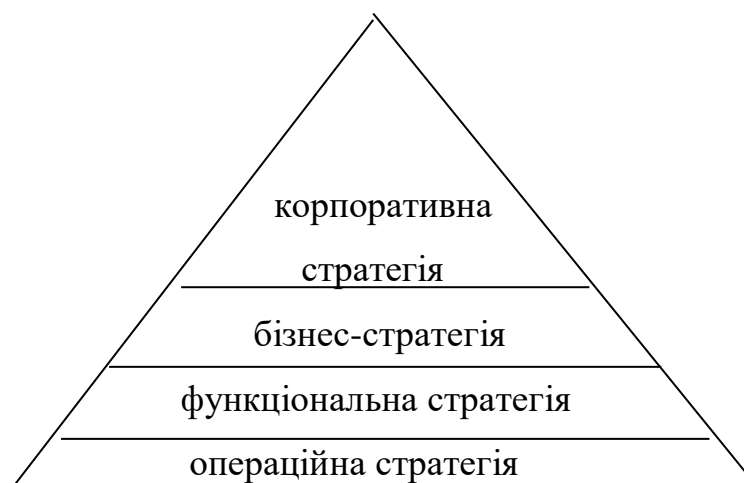 корпоративна
стратегія
бізнес-стратегія
функціональна стратегія
операційна стратегія